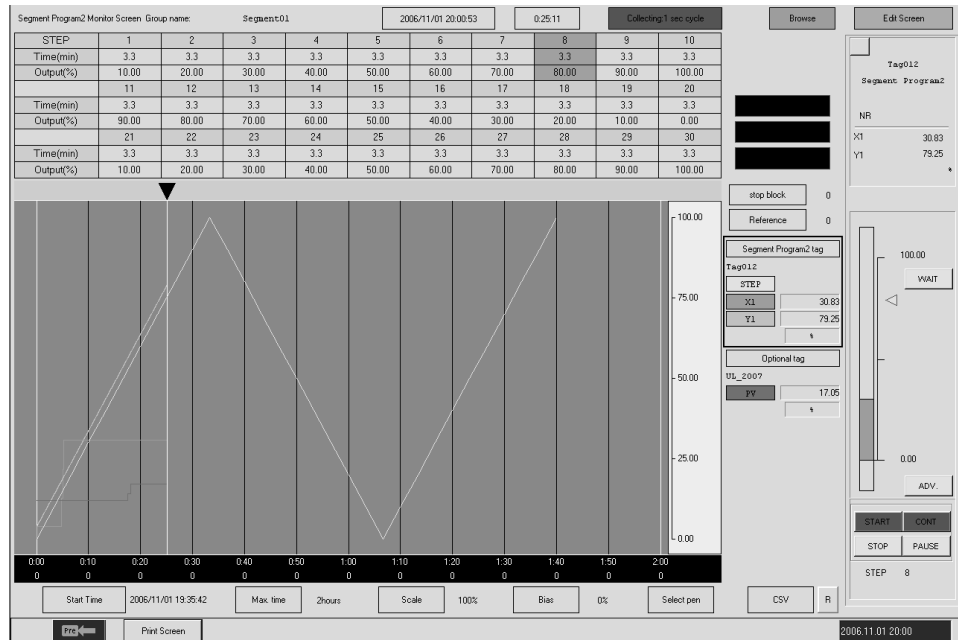 Segment Program2 Monitor Screen Group name: Segment01 2006/11/01 20:00:53 0:25:11 Collecting:1 sec cycle Browse Edit Screen
STEP 1 2 3 4 5 6 7 8 9 10
Time(min) 3.3 3.3 3.3 3.3 3.3 3.3 3.3 3.3 3.3 3.3
Output(%) 10.00 20.00 30.00 40.00 50.00 60.00 70.00 80.00 90.00 100.00
11 12 13 14 15 16 17 18 19 20
Time(min) 3.3 3.3 3.3 3.3 3.3 3.3 3.3 3.3 3.3 3.3
Output(%) 90.00 80.00 70.00 60.00 50.00 40.00 30.00 20.00 10.00 0.00
21 22 23 24 25 26 27 28 29 30
Time(min) 3.3 3.3 3.3 3.3 3.3 3.3 3.3 3.3 3.3 3.3
Output(%) 10.00 20.00 30.00 40.00 50.00 60.00 70.00 80.00 90.00 100.00
100.00
75.00
50.00
25.00
0.00
0:00 0:10 0:20 0:30 0:40 0:50 1:00 1:10 1:20 1:30 1:40 1:50 2:00
0 0 0 0 0 0 0 0 0 0 0 0 0
stop block 0
Reference 0
Segment Program2 tag
Tag012
STEP
X1 30.83
Y1 79.25
%
Optional tag
UL_2007
PV 17.05
%
Tag012
Segment Program2
NR
X1 30.83
Y1 79.25
%
100.00
WAIT
0.00
ADV.
START CONT
STOP PAUSE
STEP 8
Start Time 2006/11/01 19:35:42 Max. time 2hours Scale 100% Bias 0% Select pen CSV R
Pre Print Screen 2006.11.01 20:00